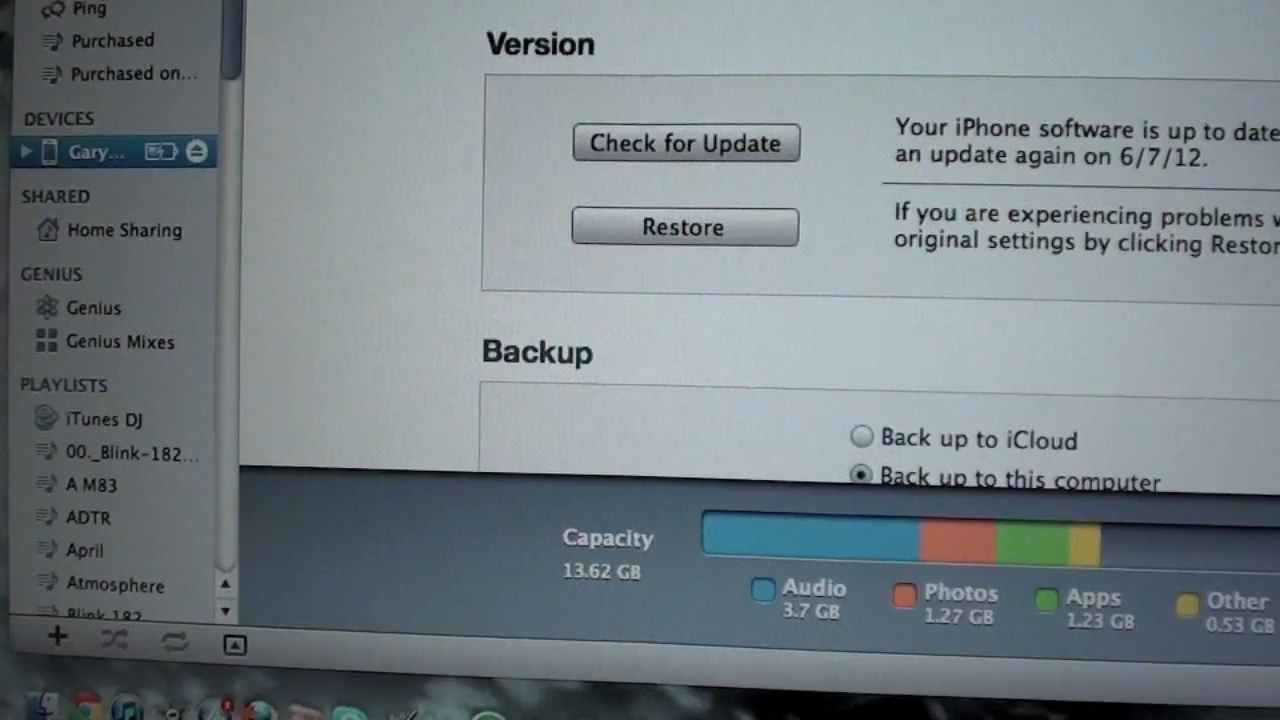 Ping
Purchased
Purchased on...
DEVICES
Gary...
SHARED
Home Sharing
GENIUS
Genius
Genius Mixes
PLAYLISTS
iTunes DJ
00._Blink-182...
A M83
ADTR
April
Atmosphere
Blink 182
Version
Check for Update
Your iPhone software is up to date
an update again on 6/7/12.
Restore
If you are experiencing problems
original settings by clicking Restor
Backup
Back up to iCloud
Back up to this computer
Capacity
13.62 GB
Audio
3.7 GB
Photos
1.27 GB
Apps
1.23 GB
Other
0.53 GB